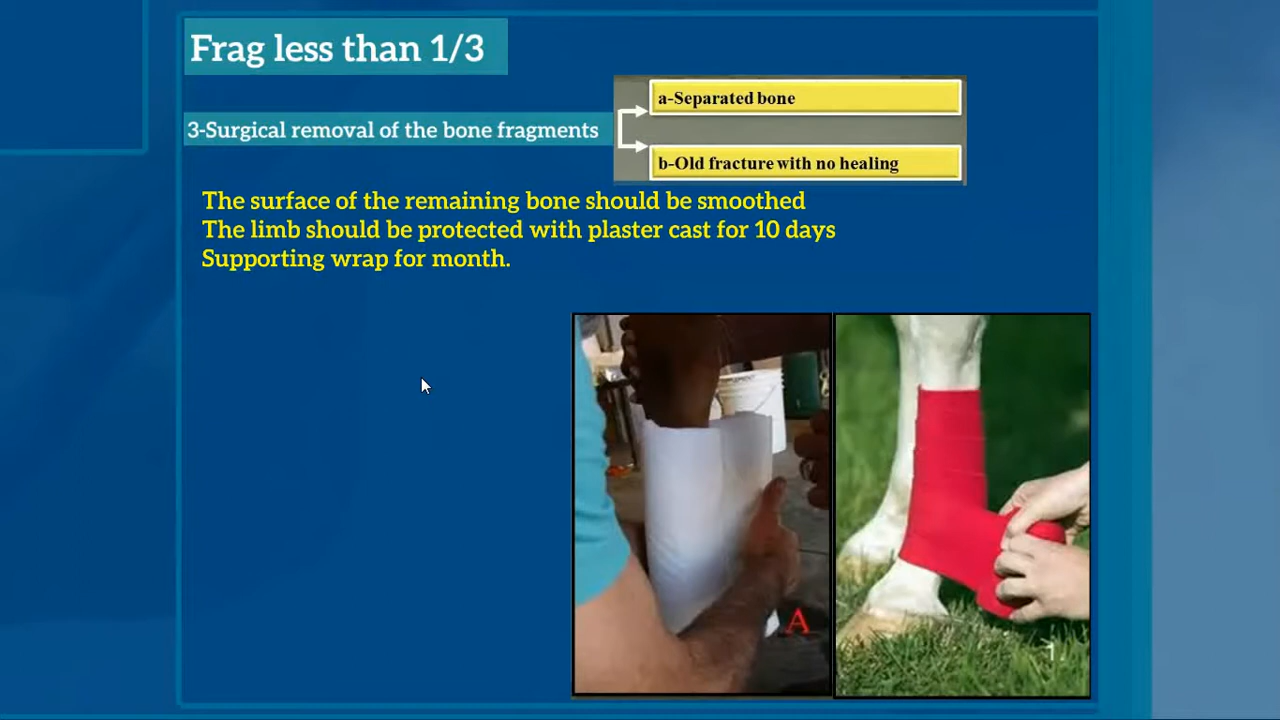 Frag less than 1/3
3-Surgical removal of the bone fragments
a-Separated bone
b-Old fracture with no healing
The surface of the remaining bone should be smoothed
The limb should be protected with plaster cast for 10 days
Supporting wrap for month.
A
1.